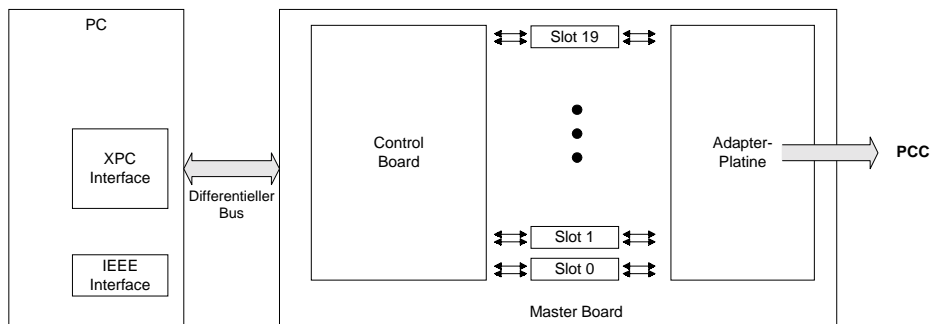 PC
XPC
Interface
IEEE
Interface
Differentieller
Bus
Control
Board
Slot 19
Slot 1
Slot 0
Adapter-
Platine
Master Board
PCC